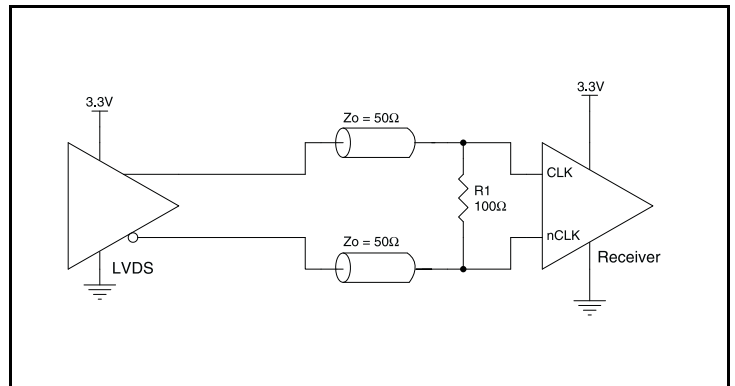 3.3V
3.3V
Zo = 50Ω
CLK
R1
100Ω
nCLK
Zo = 50Ω
Receiver
LVDS